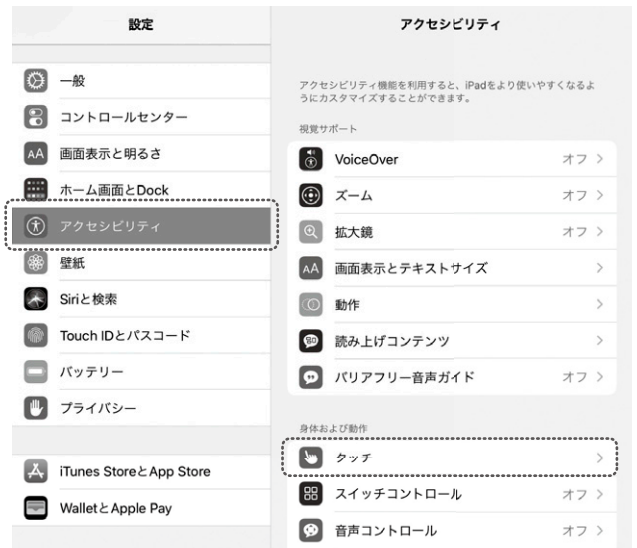 設定
一般
コントロールセンター
AA 画面表示と明るさ
ホーム画面とDock
アクセシビリティ
壁紙
Siriと検索
Touch IDとパスコード
バッテリー
プライバシー
iTunes StoreとApp Store
WalletとApple Pay
アクセシビリティ
アクセシビリティ機能を利用すると、iPadをより使いやすくなるよ
うにカスタマイズすることができます。
視覚サポート
VoiceOver オフ
ズーム オフ
拡大鏡 オフ
AA 画面表示とテキストサイズ
動作
読み上げコンテンツ
バリアフリー音声ガイド オフ
身体および動作
タッチ
スイッチコントロール オフ
音声コントロール オフ